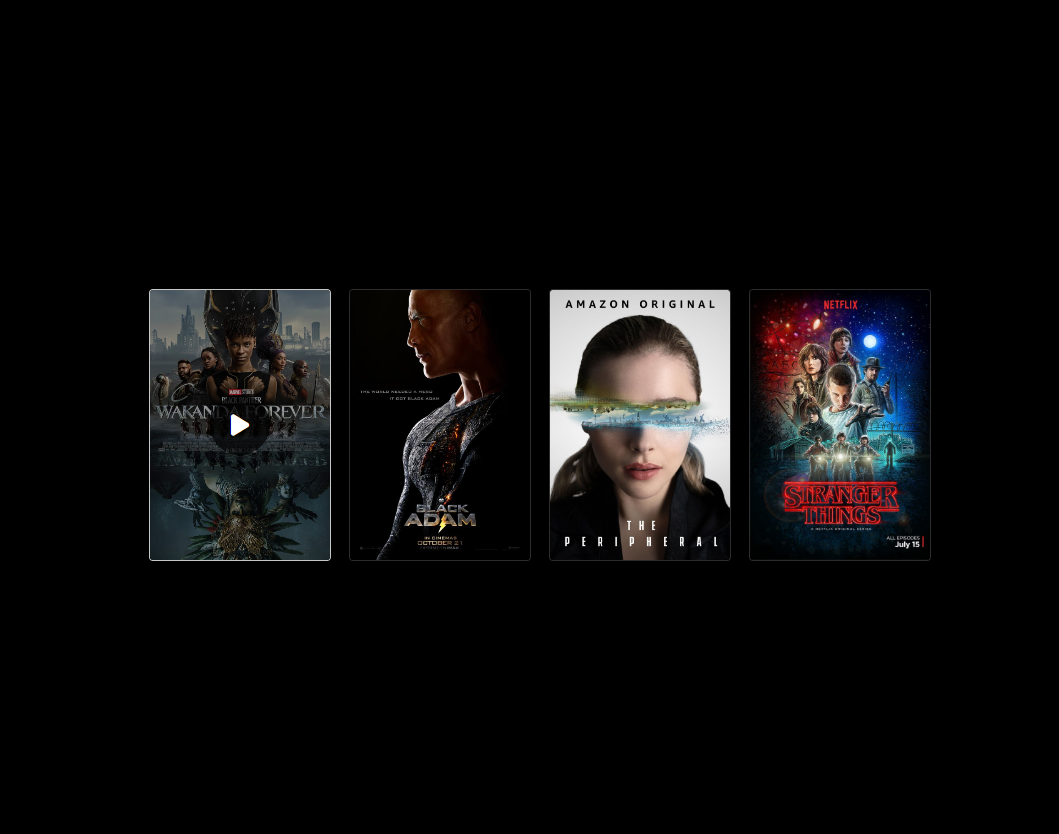 MARVEL STUDIOS
BLACK PANTHER
WAKANDA FOREVER
THE WORLD NEEDED A HERO
IT GOT BLACK ADAM
BLACK
ADAM
IN CINEMAS
OCTOBER 21
AMAZON ORIGINAL
THE
PERIPHERAL
NETFLIX
STRANGER
THINGS
A NETFLIX ORIGINAL SERIES
ALL EPISODES
July 15